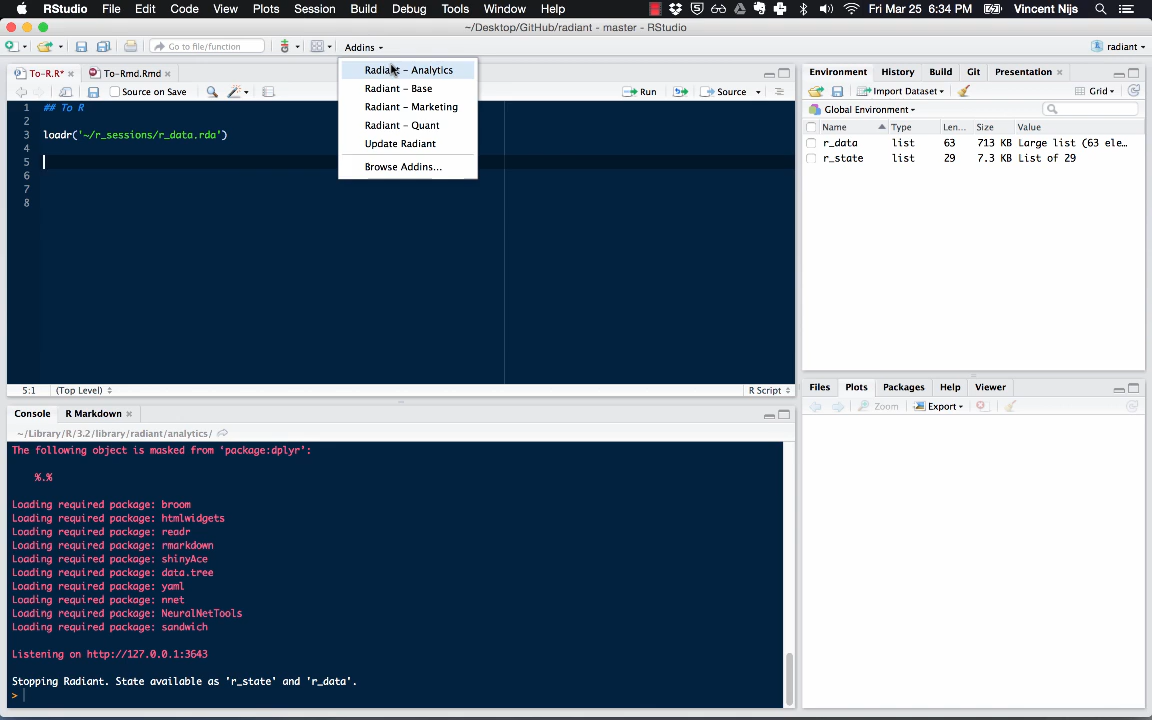 RStudio File Edit Code View Plots Session Build Debug Tools Window Help Fri Mar 25 6:34 PM Vincent Nijs
~/Desktop/GitHub/radiant - master - RStudio
Go to file/function Addins radiant
To-R.R* To-Rmd.Rmd
Source on Save Run Source
1 ## To R
2
3 loadr('~/r_sessions/r_data.rda')
4
5
6
7
8
Radiant – Analytics
Radiant – Base
Radiant – Marketing
Radiant – Quant
Update Radiant
Browse Addins...
5:1 (Top Level) R Script
Environment History Build Git Presentation
Import Dataset Grid
Global Environment
Name Type Len... Size Value
r_data list 63 713 KB Large list (63 ele…
r_state list 29 7.3 KB List of 29
Files Plots Packages Help Viewer
Zoom Export
Console R Markdown
~/Library/R/3.2/library/radiant/analytics/
The following object is masked from 'package:dplyr':
%.%
Loading required package: broom
Loading required package: htmlwidgets
Loading required package: readr
Loading required package: rmarkdown
Loading required package: shinyAce
Loading required package: data.tree
Loading required package: yaml
Loading required package: nnet
Loading required package: NeuralNetTools
Loading required package: sandwich
Listening on http://127.0.0.1:3643
Stopping Radiant. State available as 'r_state' and 'r_data'.
>